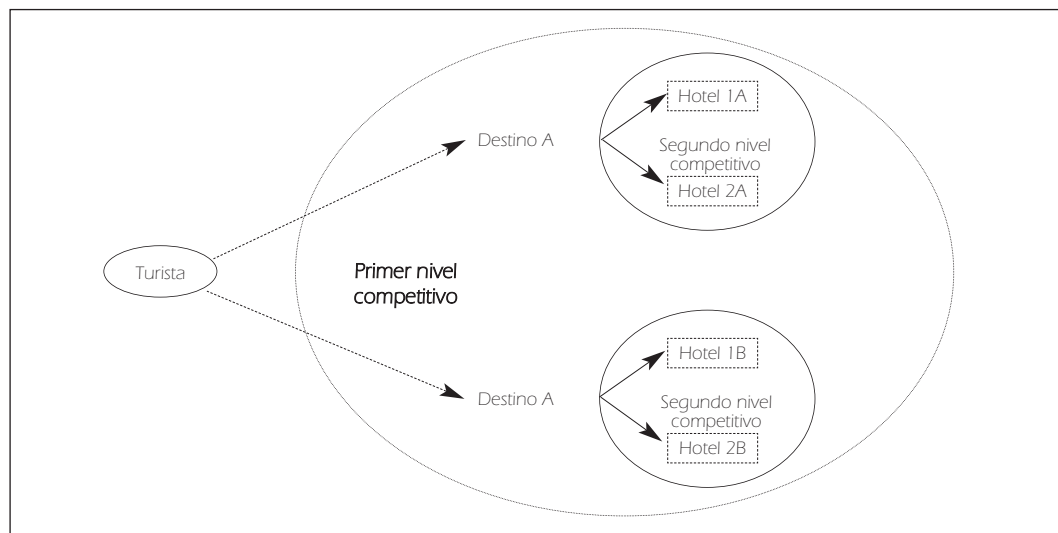 Hotel 1A
Destino A
Segundo nivel
competitivo
Hotel 2A
Turista
Primer nivel
competitivo
Hotel 1B
Destino A
Segundo nivel
competitivo
Hotel 2B